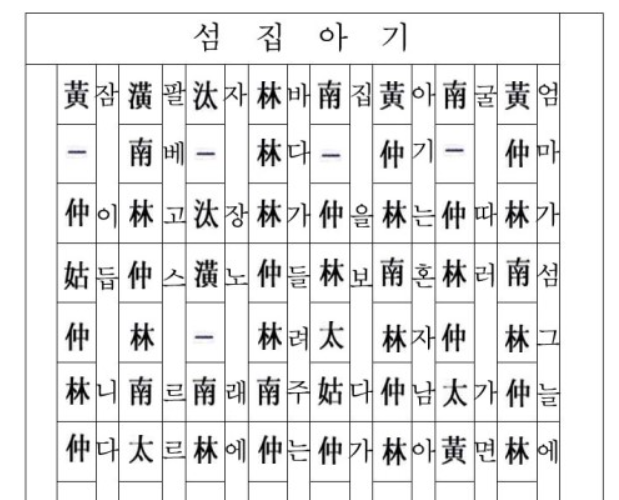 섬 집 아 기
黃 仲 林 南 林 仲 林
엄 마 가 섬 그 늘 에
南 – 仲 林 仲 太 黃
굴 따 러 가 면
黃 仲 林 南 林 仲 林
아 기 는 혼 자 남 아
南 – 仲 林 太 姑 仲
집 을 보 다 가
林 林 林 仲 林 南 仲
바 다 가 들 려 주 는
汰 – 汰 潢 – 南 林
자 장 노 래 에
潢 南 林 仲 林 南 太
팔 베 고 스 르 르
黃 – 仲 姑 仲 林 仲
잠 이 듭 니 다